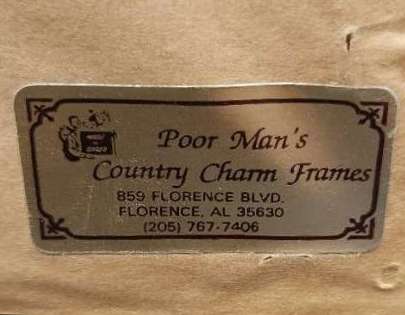 Poor Man's
Country Charm Frames
859 FLORENCE BLVD.
FLORENCE, AL 35630
(205) 767-7406